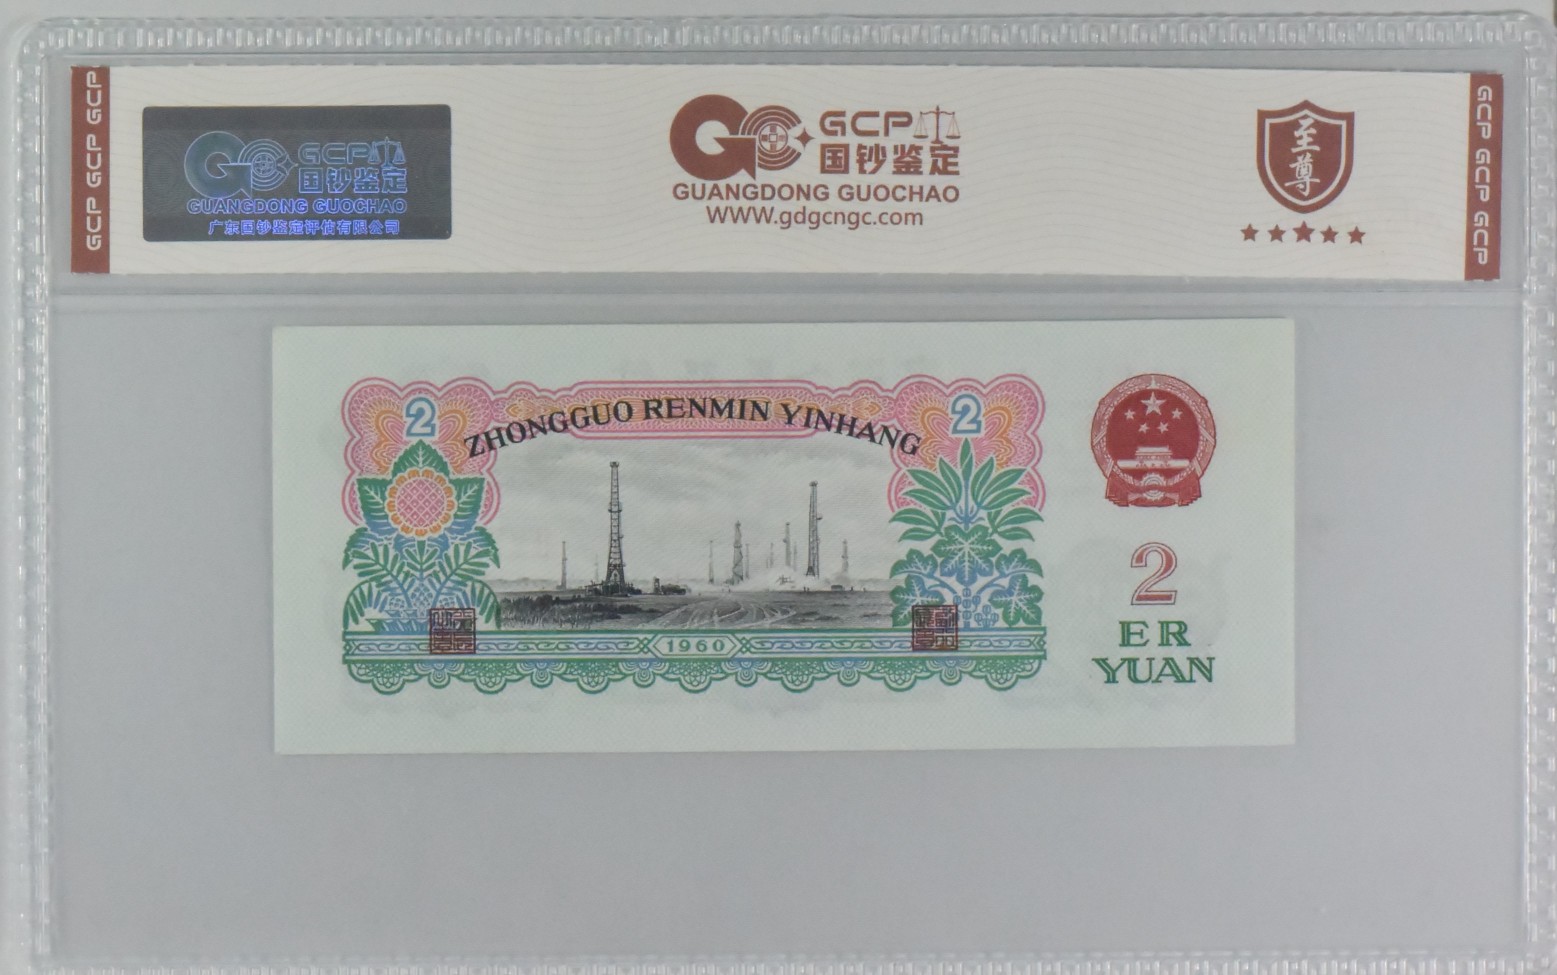 GCP GCP GCP
GCP
国钞鉴定
GUANGDONG GUOCHAO
广东国钞鉴定评估有限公司
GCP
国钞鉴定
GUANGDONG GUOCHAO
WWW.gdgcngc.com
至尊
GCP GCP GCP
2
ZHONGGUO RENMIN YINHANG
2
1960
2
ER
YUAN